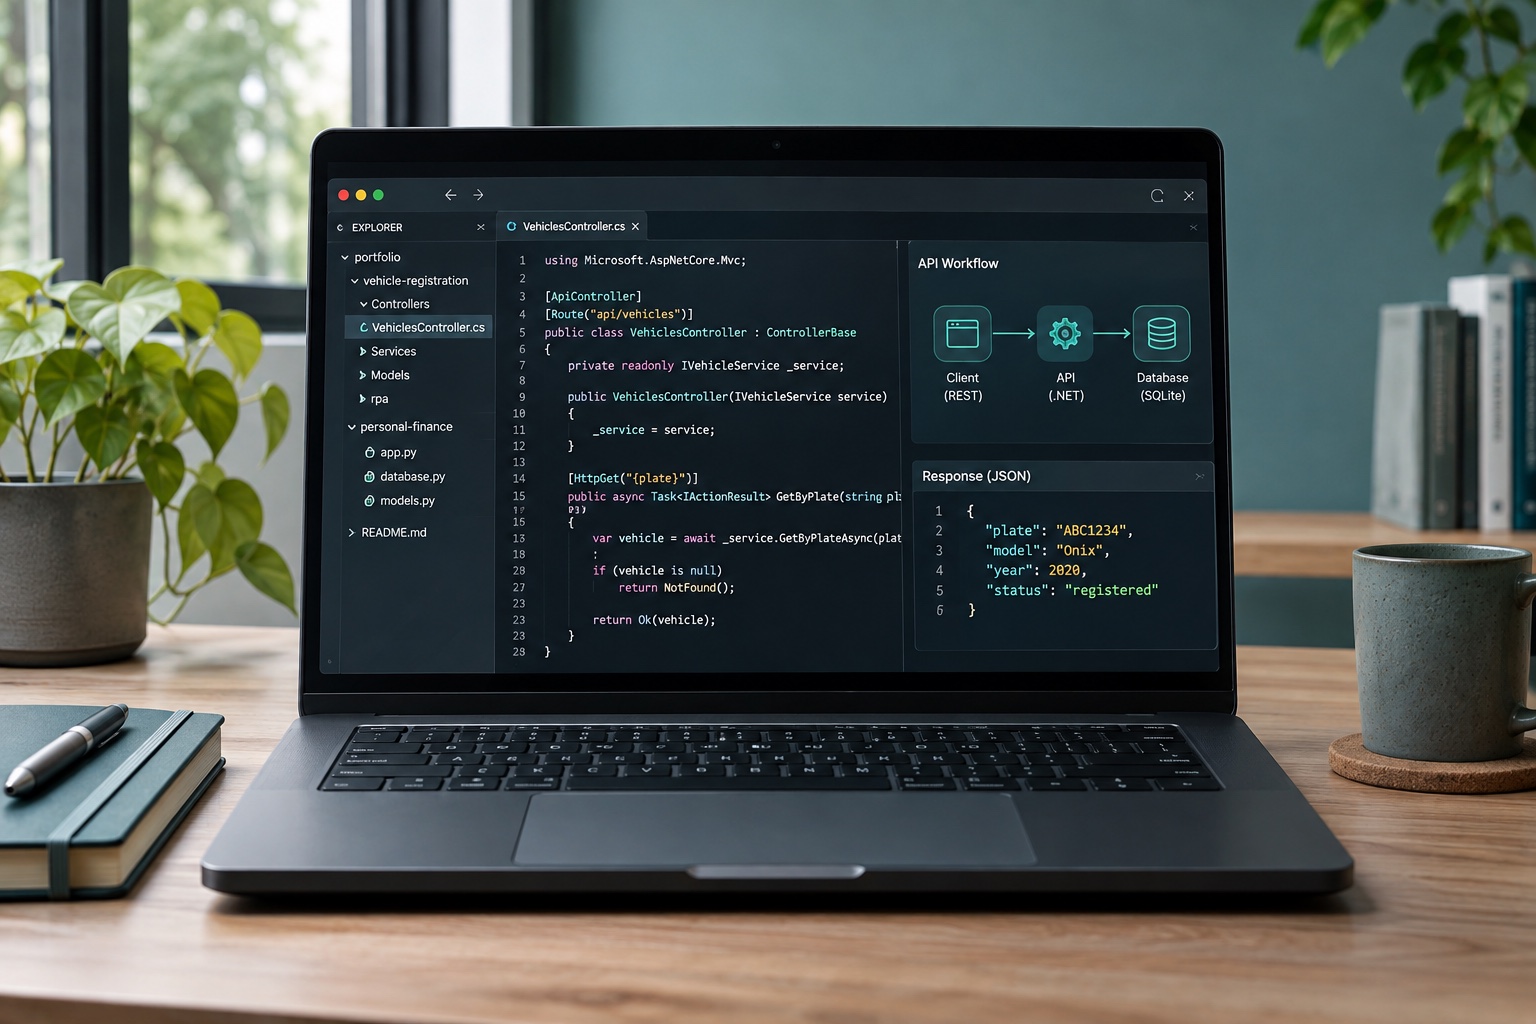 EXPLORER
portfolio
vehicle-registration
Controllers
VehiclesController.cs
Services
Models
rpa
personal-finance
app.py
database.py
models.py
README.md
VehiclesController.cs
1 using Microsoft.AspNetCore.Mvc;
2
3 [ApiController]
4 [Route("api/vehicles")]
5 public class VehiclesController : ControllerBase
6 {
7 private readonly IVehicleService _service;
8
9 public VehiclesController(IVehicleService service)
10 {
11 _service = service;
12 }
13
14 [HttpGet("{plate}")]
15 public async Task<IActionResult> GetByPlate(string pl
15 {
13 var vehicle = await _service.GetByPlateAsync(plat
18 :
28 if (vehicle is null)
27 return NotFound();
23
23 return Ok(vehicle);
23 }
28 }
API Workflow
Client
(REST)
API
(.NET)
Database
(SQLite)
Response (JSON)
1 {
2 "plate": "ABC1234",
3 "model": "Onix",
4 "year": 2020,
5 "status": "registered"
6 }